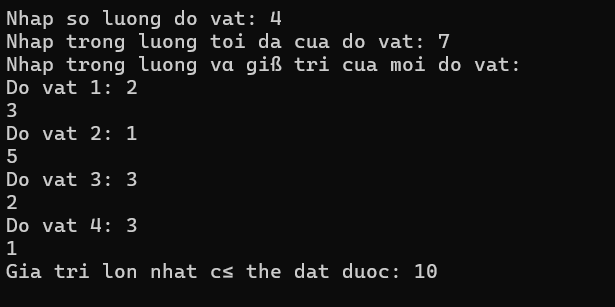 Nhap so luong do vat: 4
Nhap trong luong toi da cua do vat: 7
Nhap trong luong vα giß tri cua moi do vat:
Do vat 1: 2
3
Do vat 2: 1
5
Do vat 3: 3
2
Do vat 4: 3
1
Gia tri lon nhat c≤ the dat duoc: 10